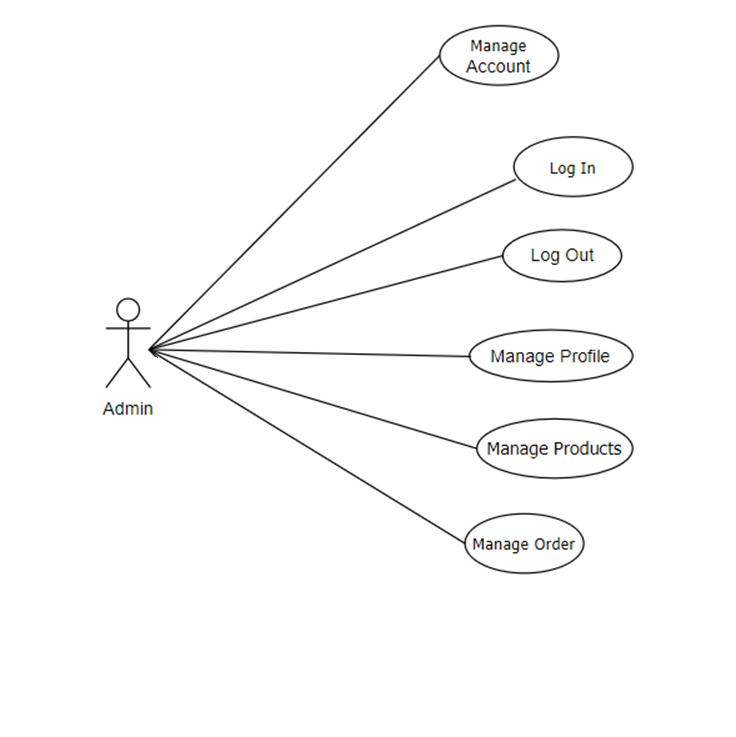 Manage
Account
Log In
Log Out
Manage Profile
Admin
Manage Products
Manage Order